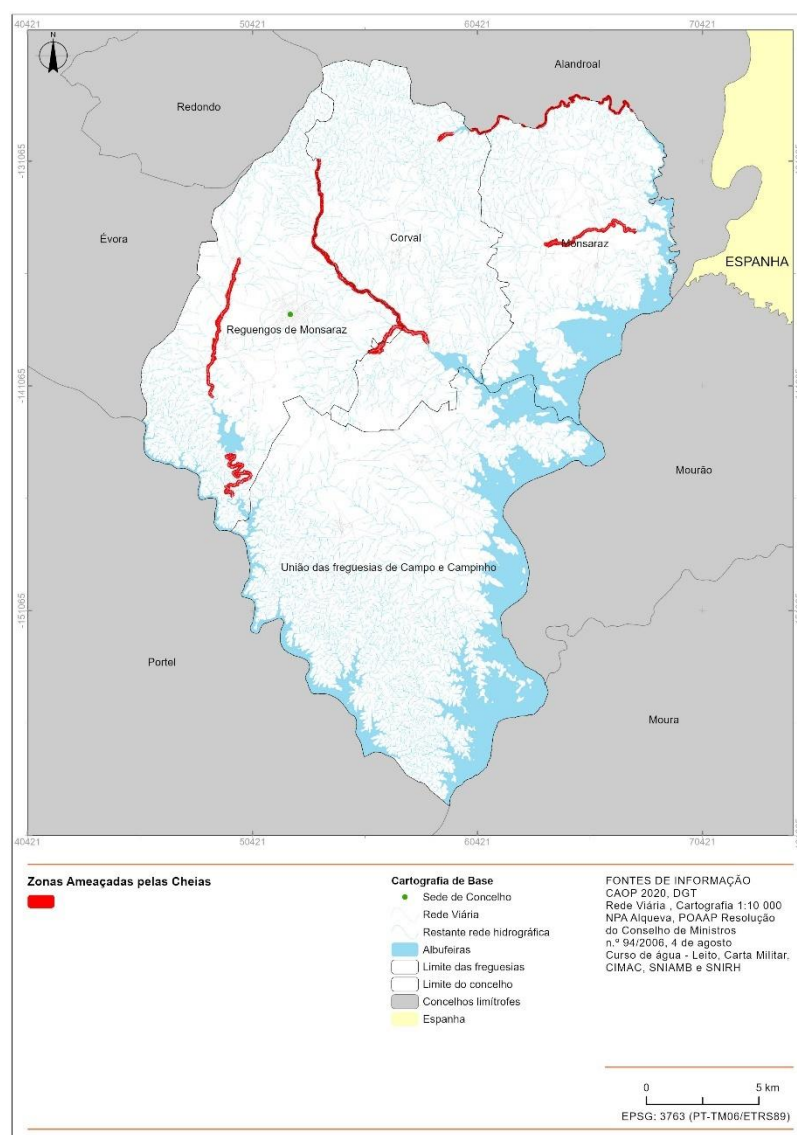 40421 50421 60421 70421
N
Alandroal
Redondo
-131065
Évora
Corval
Monsaraz
ESPANHA
Reguengos de Monsaraz
-141065
Mourão
União das freguesias de Campo e Campinho
-151065
Portel
Moura
40421 50421 60421 70421
Zonas Ameaçadas pelas Cheias
Cartografia de Base
Sede de Concelho
Rede Viária
Restante rede hidrográfica
Albufeiras
Limite das freguesias
Limite do concelho
Concelhos limítrofes
Espanha
FONTES DE INFORMAÇÃO
CAOP 2020, DGT
Rede Viária , Cartografia 1:10 000
NPA Alqueva, POAAP Resolução
do Conselho de Ministros
n.º 94/2006, 4 de agosto
Curso de água - Leito, Carta Militar,
CIMAC, SNIAMB e SNIRH
0 5 km
EPSG: 3763 (PT-TM06/ETRS89)